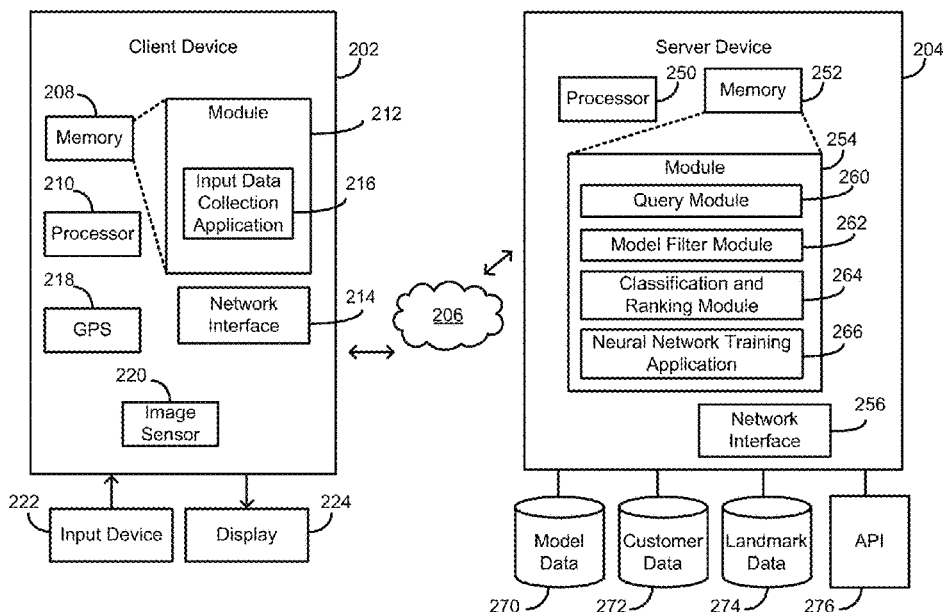 Client Device
202
208
Memory
Module
212
Input Data
Collection
Application
216
210
Processor
218
GPS
Network
Interface
214
220
Image
Sensor
222
Input Device
Display
224
206
Server Device
204
250
Processor
Memory
252
254
Module
Query Module
260
Model Filter Module
262
Classification and
Ranking Module
264
Neural Network Training
Application
266
Network
Interface
256
Model
Data
Customer
Data
Landmark
Data
API
270
272
274
276